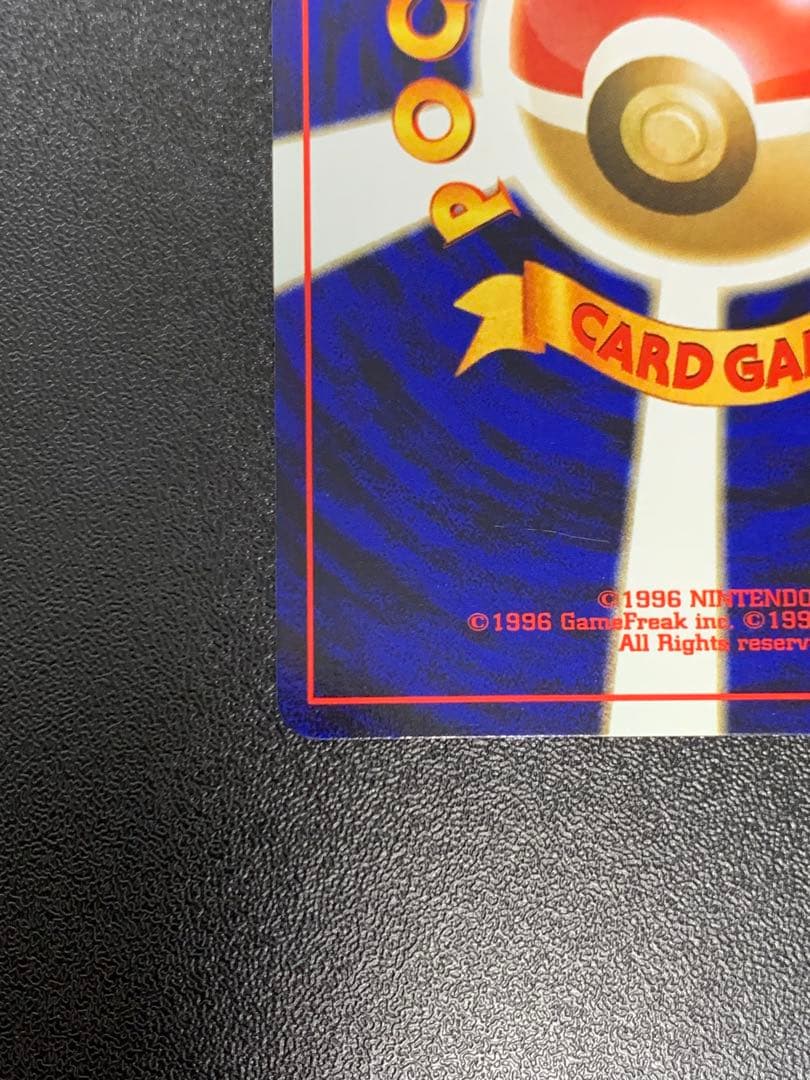 POC
CARD GA
©1996 NINTENDO
©1996 GameFreak inc. ©199
All Rights reserv